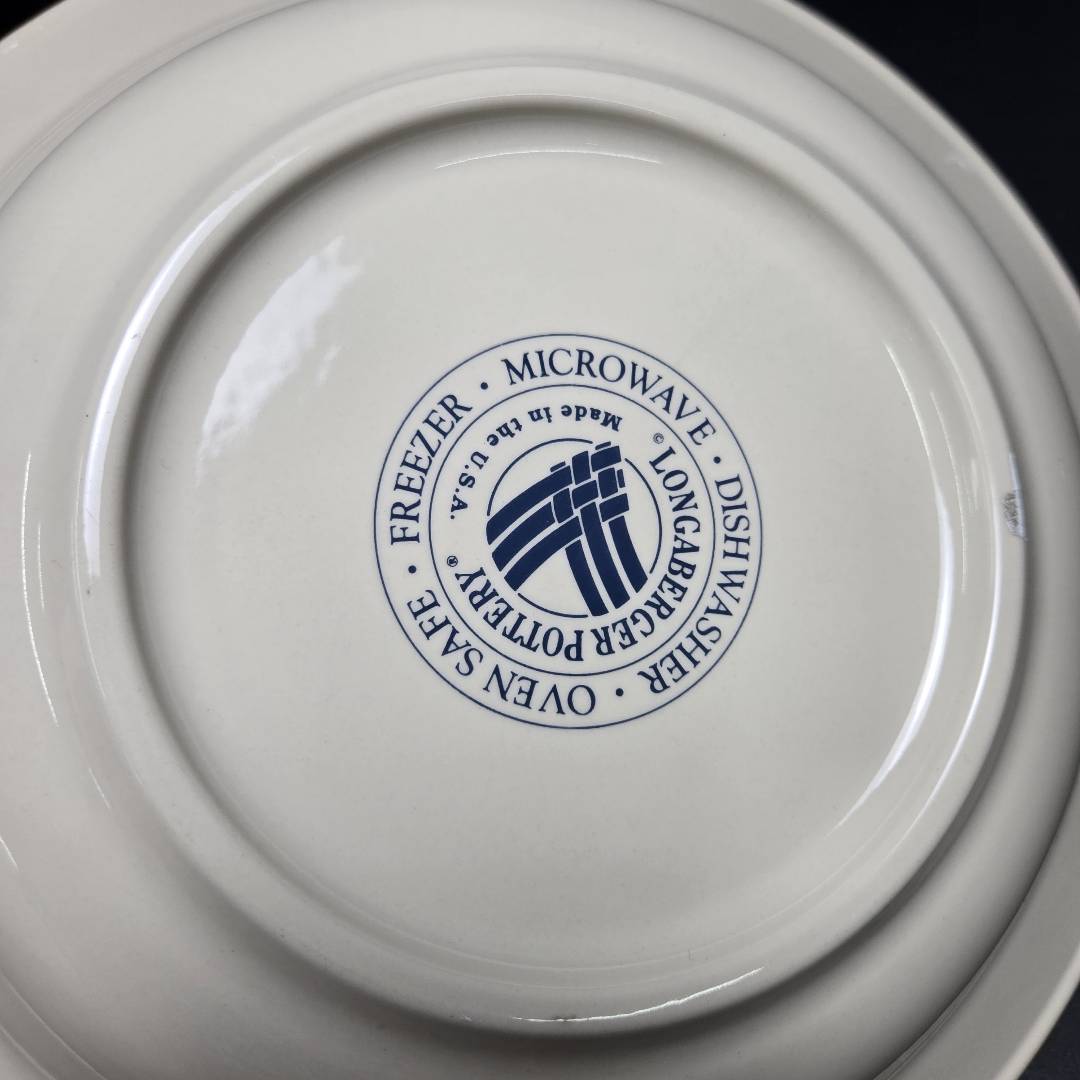 OVEN SAFE · FREEZER · MICROWAVE · DISHWASHER ·
© LONGABERGER POTTERY ®
Made in the U.S.A.